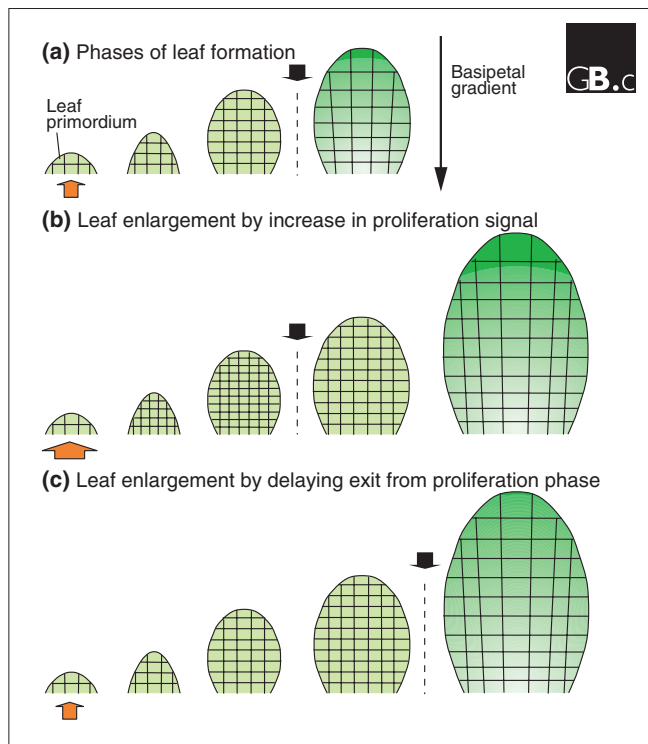 (a) Phases of leaf formation
Leaf
primordium
Basipetal
gradient
GB.c
(b) Leaf enlargement by increase in proliferation signal
(c) Leaf enlargement by delaying exit from proliferation phase